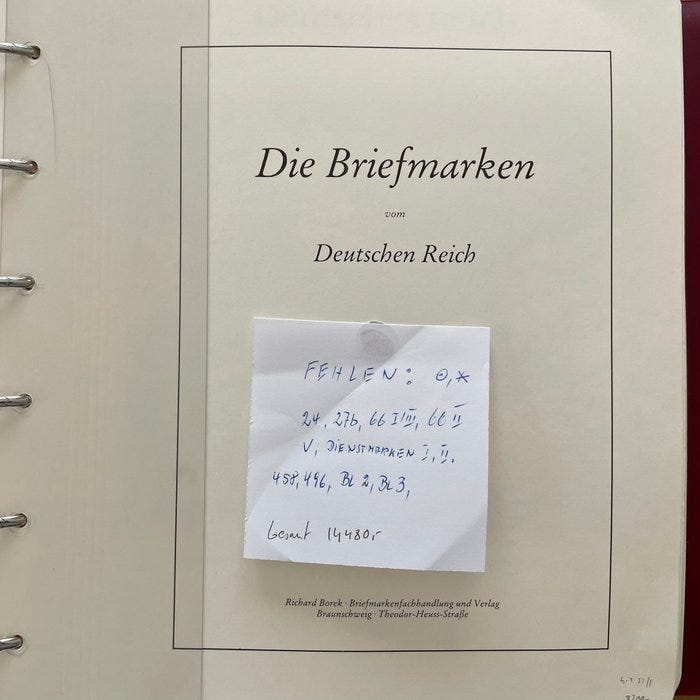 Die Briefmarken
vom
Deutschen Reich
FEHLEN: ⊙,*
24, 27b, 66 I/III, 66 II
V, DIENSTMARKEN I, II,
458, 496, BL 2, BL 3,
Gesamt 14480,-
Richard Borek · Briefmarkenfachhandlung und Verlag
Braunschweig · Theodor-Heuss-Straße